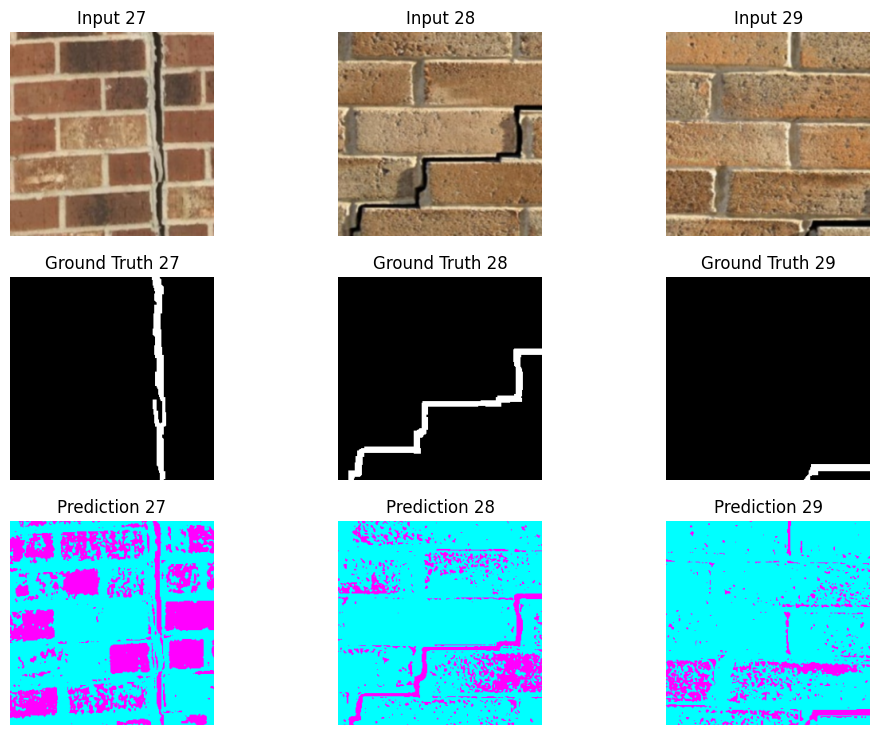 Input 27
Input 28
Input 29
Ground Truth 27
Ground Truth 28
Ground Truth 29
Prediction 27
Prediction 28
Prediction 29